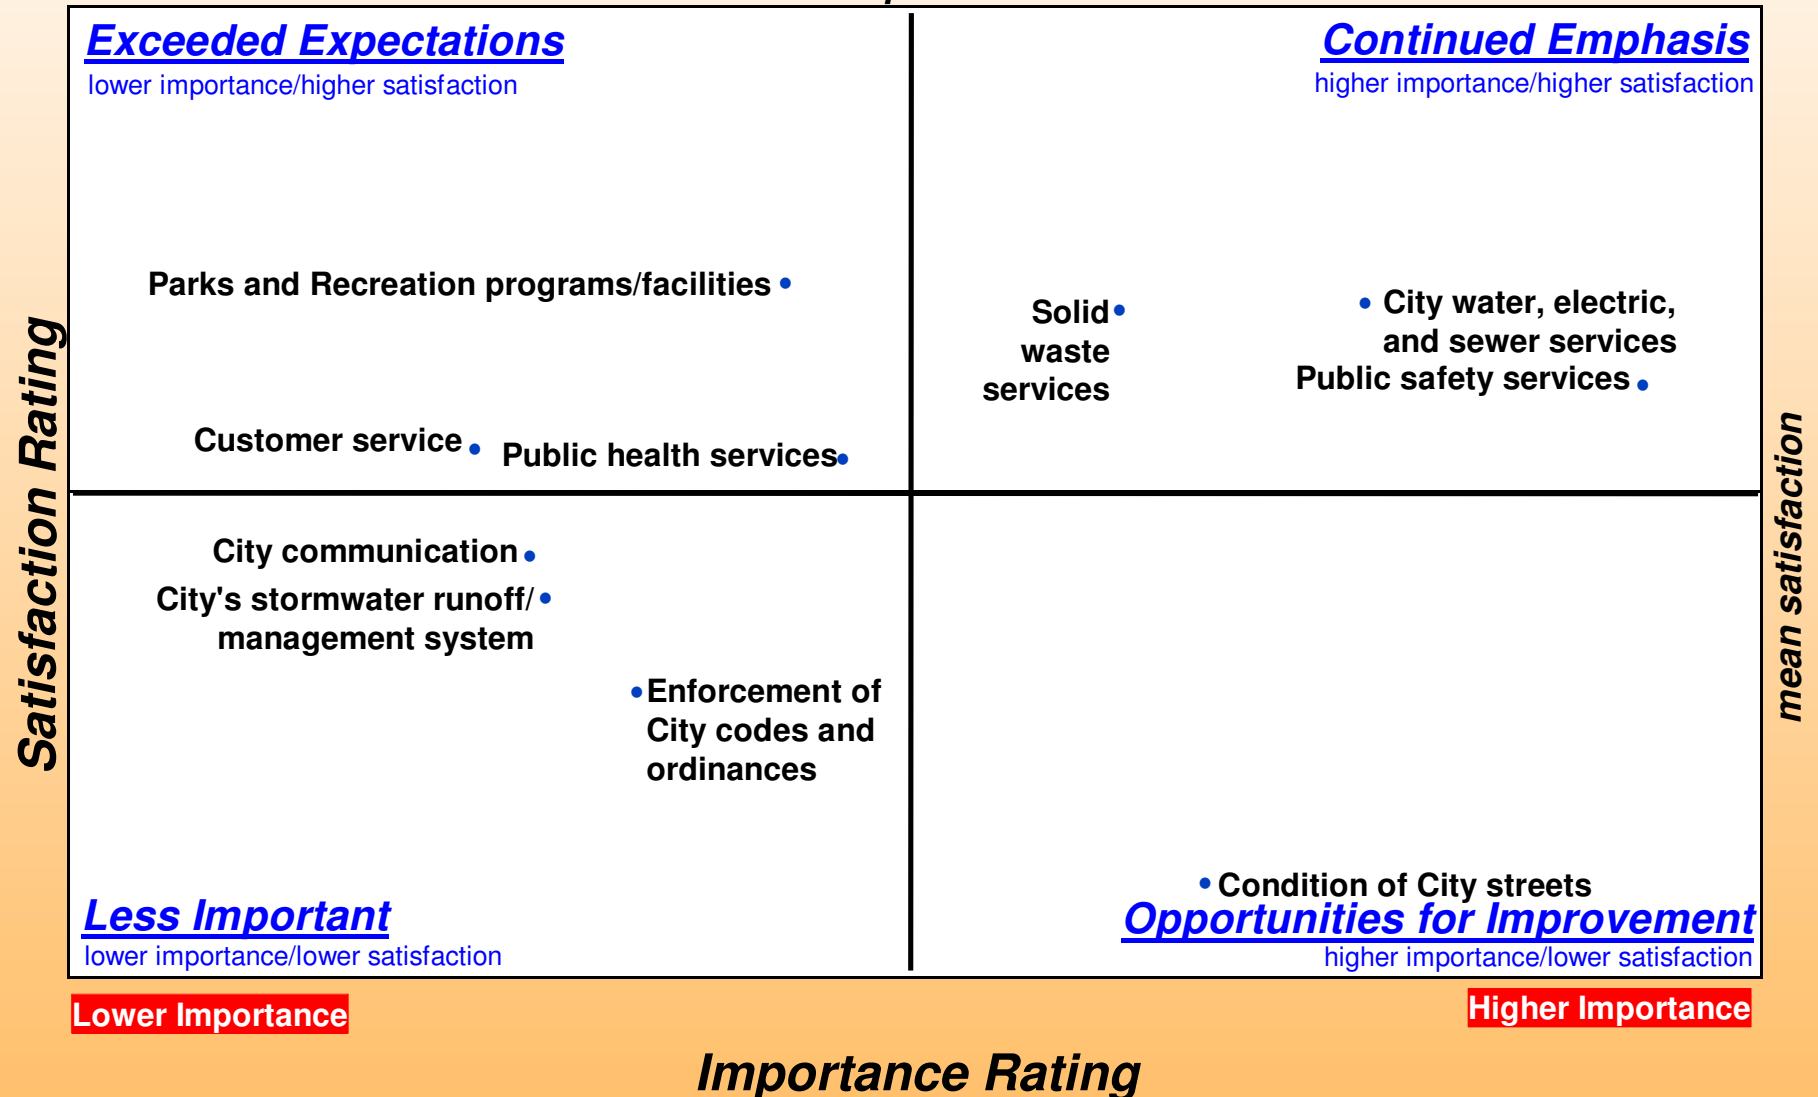 Exceeded Expectations
lower importance/higher satisfaction
Continued Emphasis
higher importance/higher satisfaction
Parks and Recreation programs/facilities
Solid
waste
services
City water, electric,
and sewer services
Public safety services
Customer service
Public health services
City communication
City's stormwater runoff/
management system
Enforcement of
City codes and
ordinances
Condition of City streets
Less Important
lower importance/lower satisfaction
Opportunities for Improvement
higher importance/lower satisfaction
Satisfaction Rating
mean satisfaction
Lower Importance
Higher Importance
Importance Rating